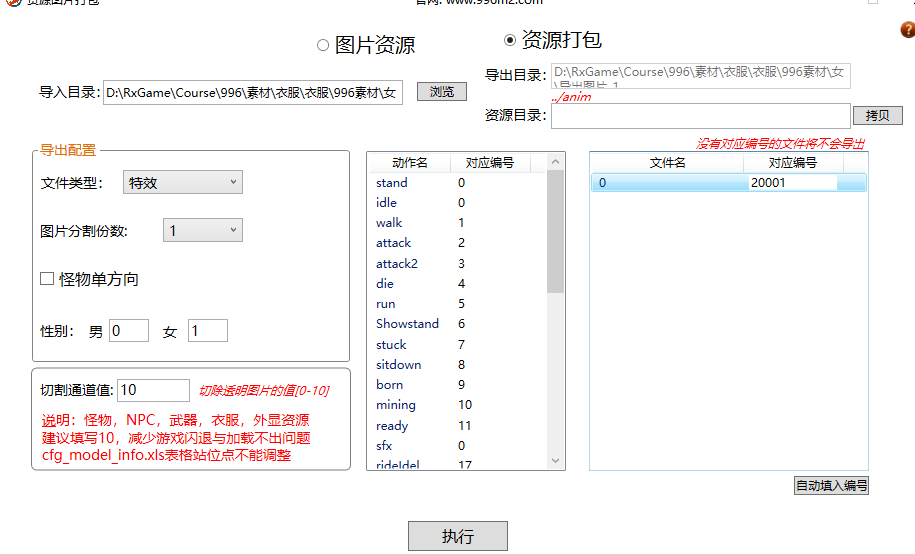 资源图片打包
官网: www.996m2.com
?
图片资源
资源打包
导入目录: D:\RxGame\Course\996\素材\衣服\衣服\996素材\女
浏览
导出目录: D:\RxGame\Course\996\素材\衣服\衣服\996素材\女
\导出图片_1
../anim
资源目录:
拷贝
没有对应编号的文件将不会导出
导出配置
文件类型: 特效
图片分割份数: 1
怪物单方向
性别: 男 0 女 1
切割通道值: 10 切除透明图片的值[0-10]
说明：怪物，NPC，武器，衣服，外显资源
建议填写10，减少游戏闪退与加载不出问题
cfg_model_info.xls表格站位点不能调整
动作名 对应编号
stand 0
idle 0
walk 1
attack 2
attack2 3
die 4
run 5
Showstand 6
stuck 7
sitdown 8
born 9
mining 10
ready 11
sfx 0
rideIdel 17
文件名 对应编号
0 20001
自动填入编号
执行